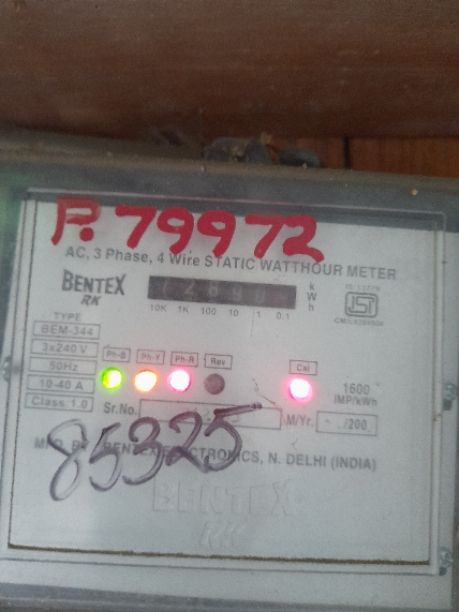 P. 79972
AC, 3 Phase, 4 Wire STATIC WATTHOUR METER
BENTEX
RK
kWh
10K 1K 100 10 1 0.1
TYPE
BEM-344
3x240 V
50Hz
10-40 A
Class 1.0
Ph-B Ph-Y Ph-R Rev Cal
1600
IMP/kWh
Sr.No. M/Yr. /200
85325
BENTEX ELECTRONICS, N. DELHI (INDIA)
BENTEX
RK